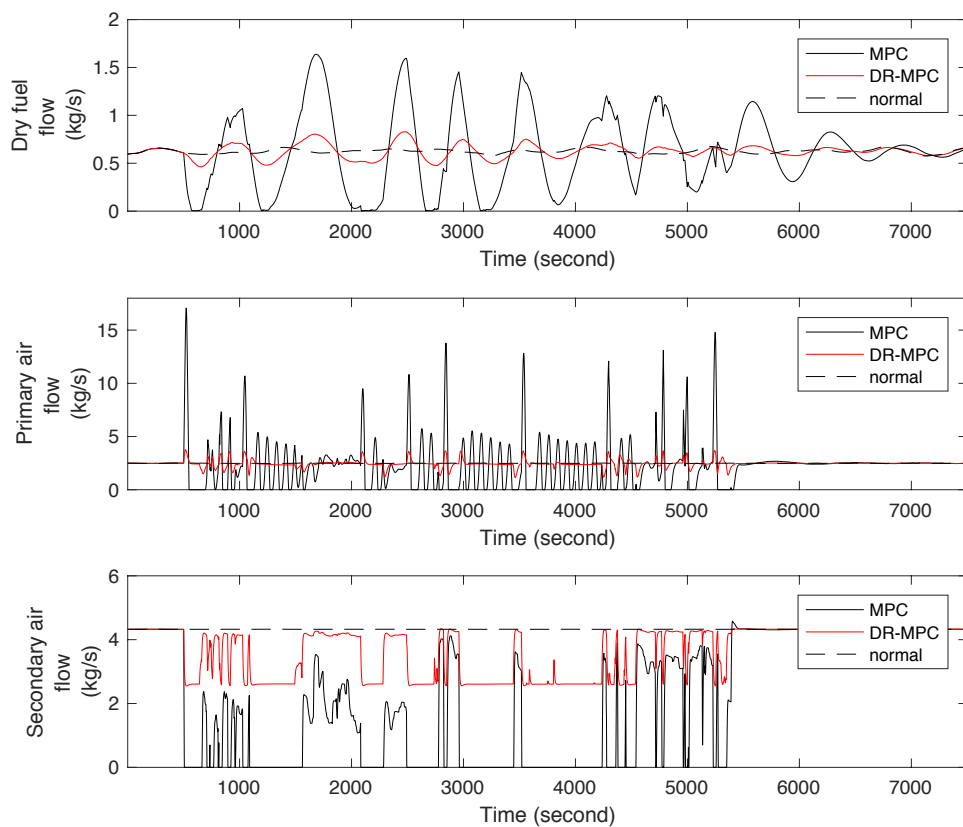 2
1.5
1
0.5
0
Dry fuel
flow
(kg/s)
MPC
DR-MPC
normal
1000 2000 3000 4000 5000 6000 7000
Time (second)
15
10
5
0
Primary air
flow
(kg/s)
MPC
DR-MPC
normal
1000 2000 3000 4000 5000 6000 7000
Time (second)
6
4
2
0
Secondary air
flow
(kg/s)
MPC
DR-MPC
normal
1000 2000 3000 4000 5000 6000 7000
Time (second)